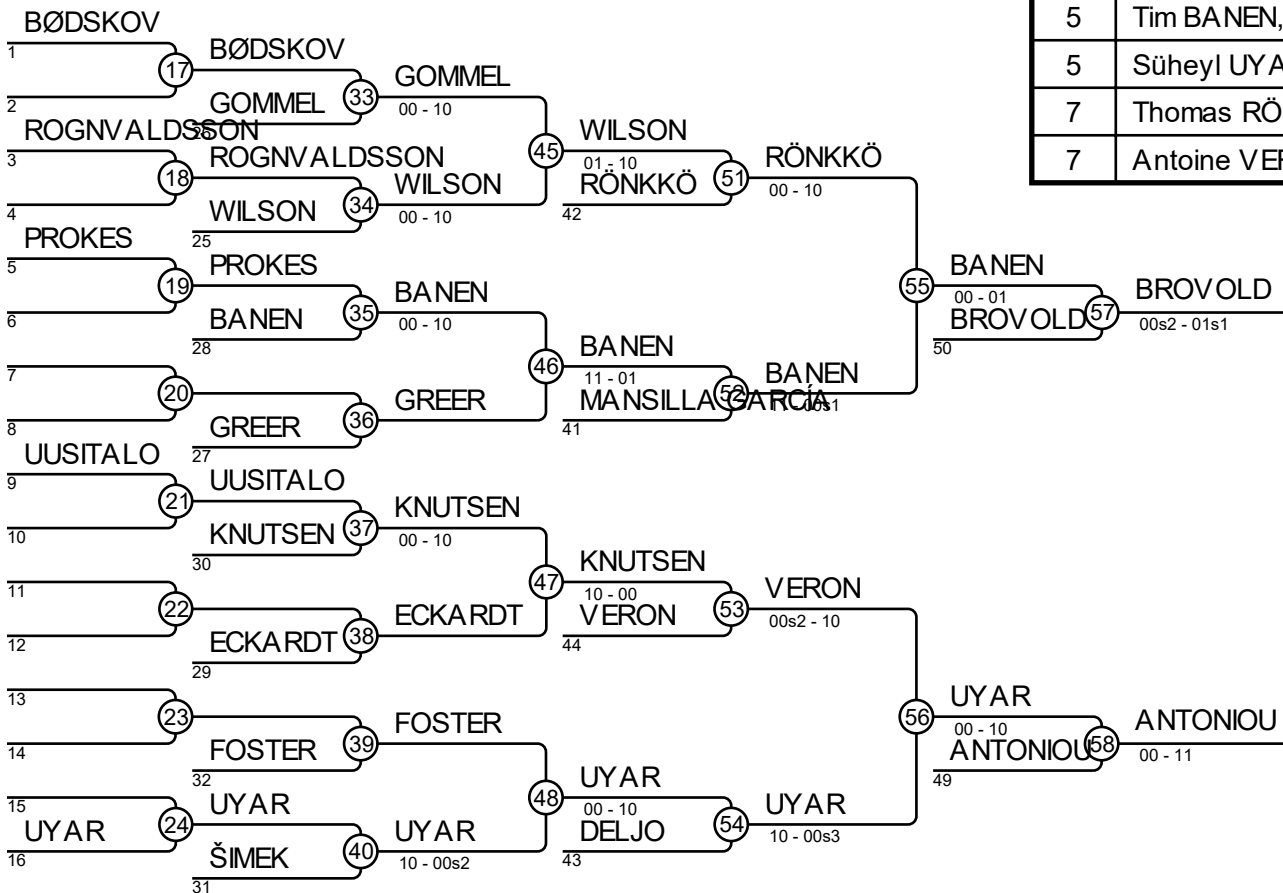 BØDSKOV
1
17
2
BØDSKOV
GOMMEL
26
33
GOMMEL
00 - 10
ROGNVALDSSON
3
18
4
ROGNVALDSSON
WILSON
25
34
WILSON
00 - 10
45
WILSON
01 - 10
RÖNKKÖ
42
51
RÖNKKÖ
00 - 10
PROKES
5
19
6
PROKES
BANEN
28
35
BANEN
00 - 10
7
20
8
GREER
27
36
GREER
46
BANEN
11 - 01
MANSILLA GARCÍA
41
52
BANEN
11 - 00s1
55
BANEN
00 - 01
BROVOLD
50
57
BROVOLD
00s2 - 01s1
UUSITALO
9
21
10
UUSITALO
KNUTSEN
30
37
KNUTSEN
00 - 10
11
22
12
ECKARDT
29
38
ECKARDT
47
KNUTSEN
10 - 00
VERON
44
53
VERON
00s2 - 10
13
23
14
FOSTER
32
39
FOSTER
15
UYAR
16
24
UYAR
ŠIMEK
31
40
UYAR
10 - 00s2
48
UYAR
00 - 10
DELJO
43
54
UYAR
10 - 00s3
56
UYAR
00 - 10
ANTONIOU
49
58
ANTONIOU
00 - 11
5 Tim BANEN,
5 Süheyl UYA
7 Thomas RÖ
7 Antoine VE